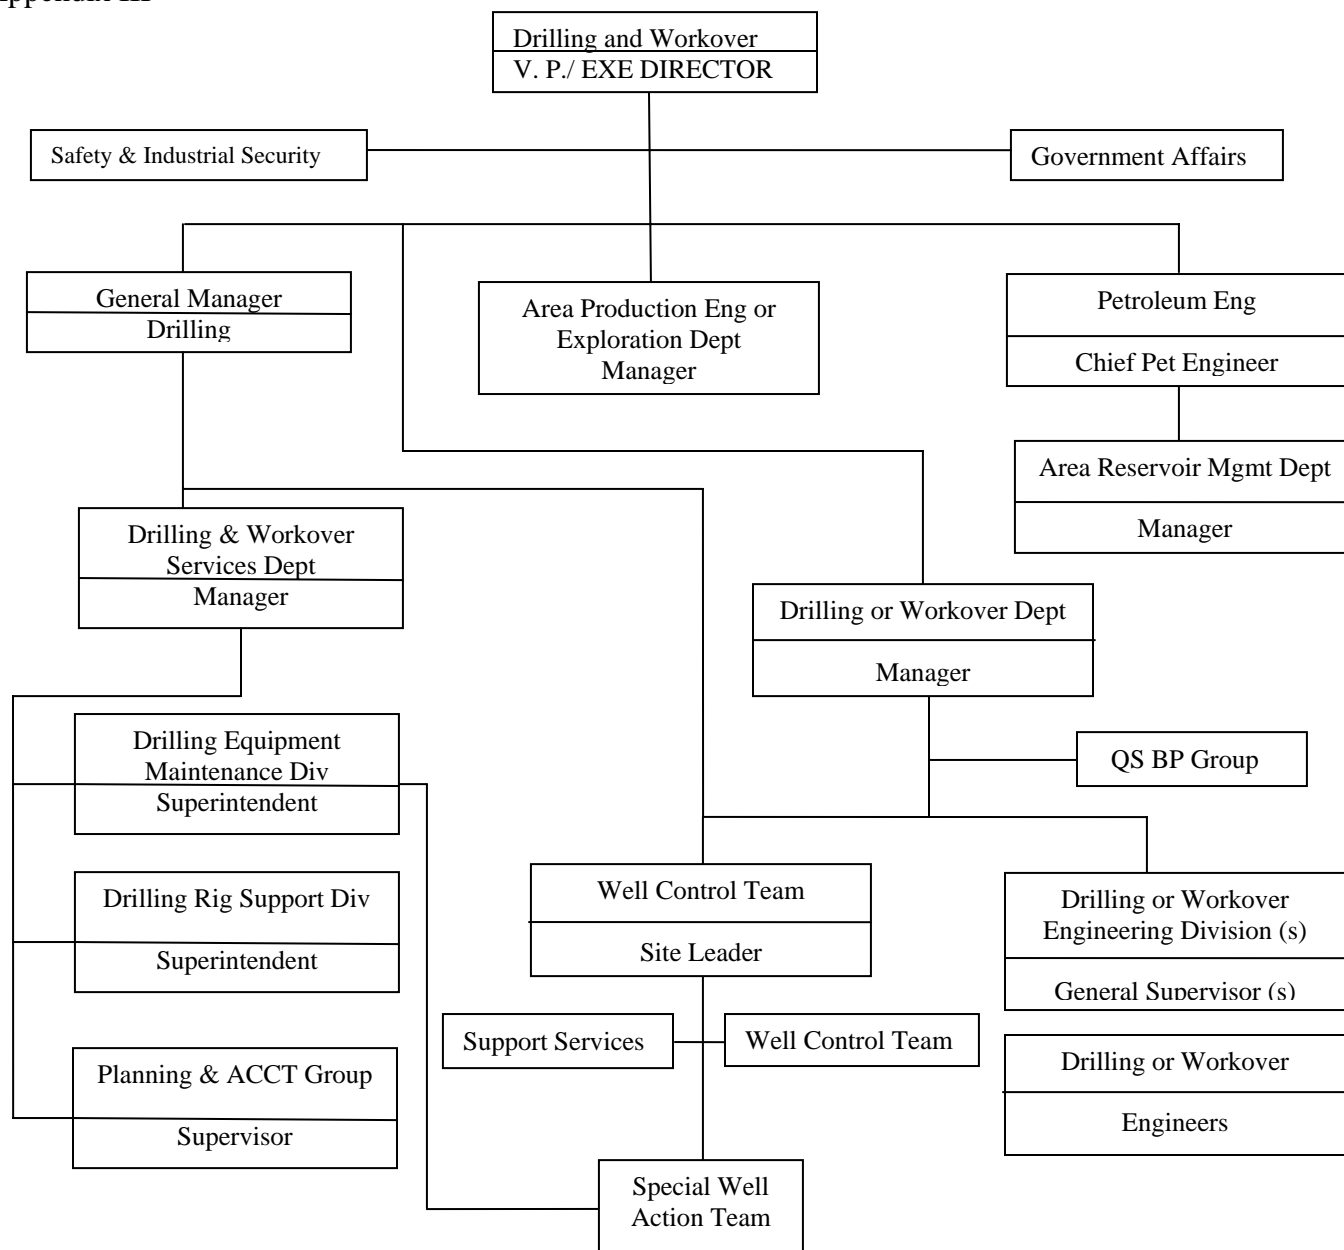 Appendix III
Drilling and Workover
V. P./ EXE DIRECTOR
Safety & Industrial Security
Government Affairs
General Manager
Drilling
Area Production Eng or
Exploration Dept
Manager
Petroleum Eng
Chief Pet Engineer
Area Reservoir Mgmt Dept
Manager
Drilling & Workover
Services Dept
Manager
Drilling or Workover Dept
Manager
Drilling Equipment
Maintenance Div
Superintendent
QS BP Group
Drilling Rig Support Div
Superintendent
Well Control Team
Site Leader
Drilling or Workover
Engineering Division (s)
General Supervisor (s)
Support Services
Well Control Team
Drilling or Workover
Engineers
Planning & ACCT Group
Supervisor
Special Well
Action Team